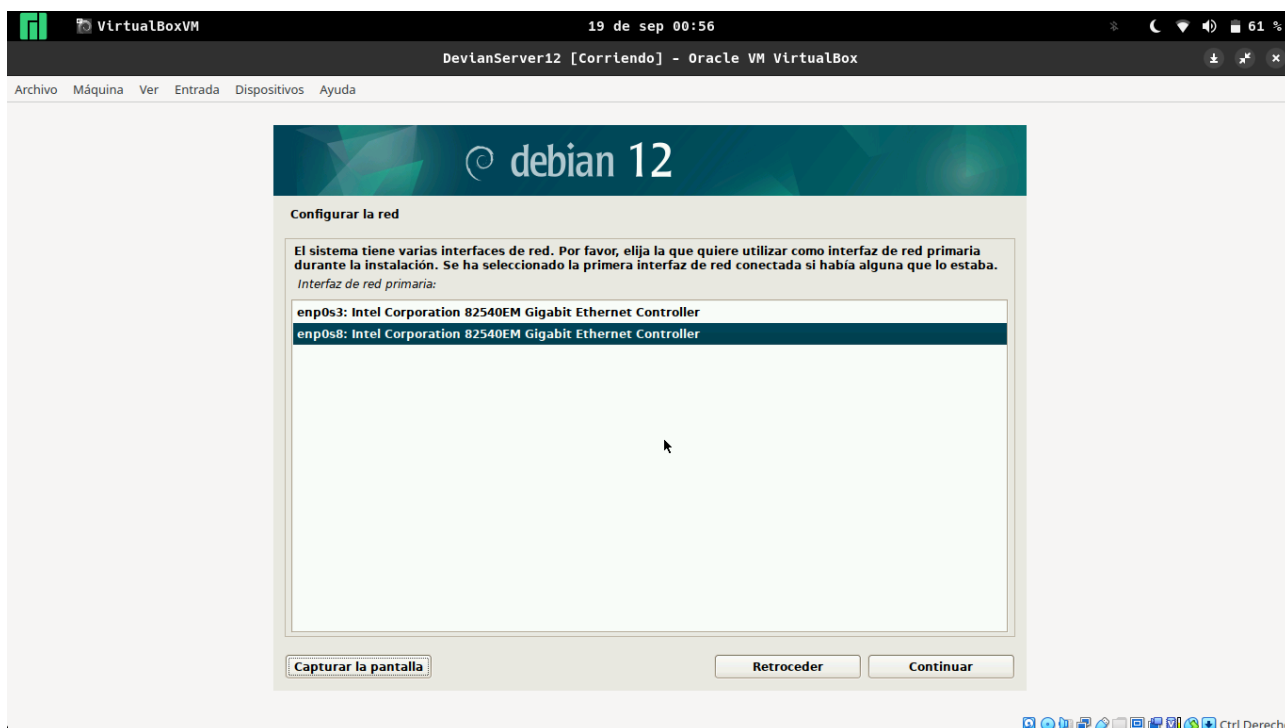 VirtualBoxVM
19 de sep 00:56
61 %
DevianServer12 [Corriendo] - Oracle VM VirtualBox
Archivo Máquina Ver Entrada Dispositivos Ayuda
debian 12
Configurar la red
El sistema tiene varias interfaces de red. Por favor, elija la que quiere utilizar como interfaz de red primaria
durante la instalación. Se ha seleccionado la primera interfaz de red conectada si había alguna que lo estaba.
Interfaz de red primaria:
enp0s3: Intel Corporation 82540EM Gigabit Ethernet Controller
enp0s8: Intel Corporation 82540EM Gigabit Ethernet Controller
Capturar la pantalla
Retroceder
Continuar
Ctrl Derech